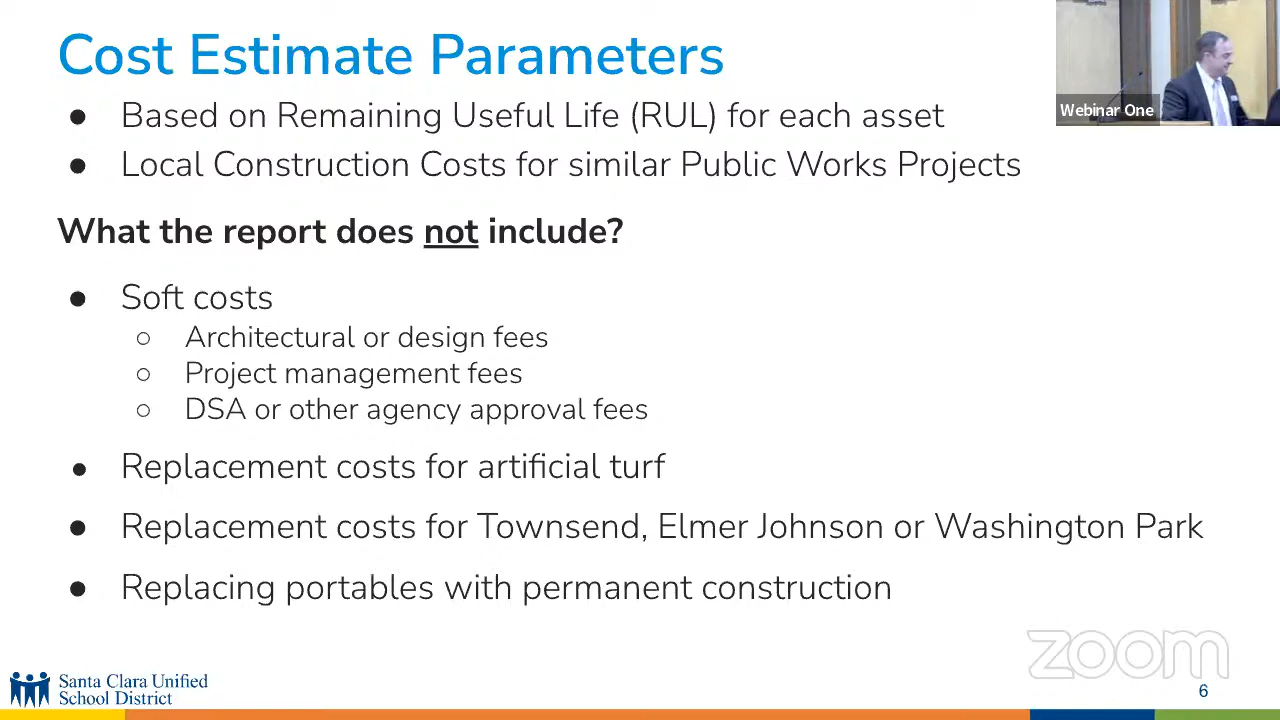 Cost Estimate Parameters
● Based on Remaining Useful Life (RUL) for each asset
● Local Construction Costs for similar Public Works Projects
What the report does not include?
● Soft costs
○ Architectural or design fees
○ Project management fees
○ DSA or other agency approval fees
● Replacement costs for artificial turf
● Replacement costs for Townsend, Elmer Johnson or Washington Park
● Replacing portables with permanent construction
Webinar One
zoom
Santa Clara Unified
School District
6